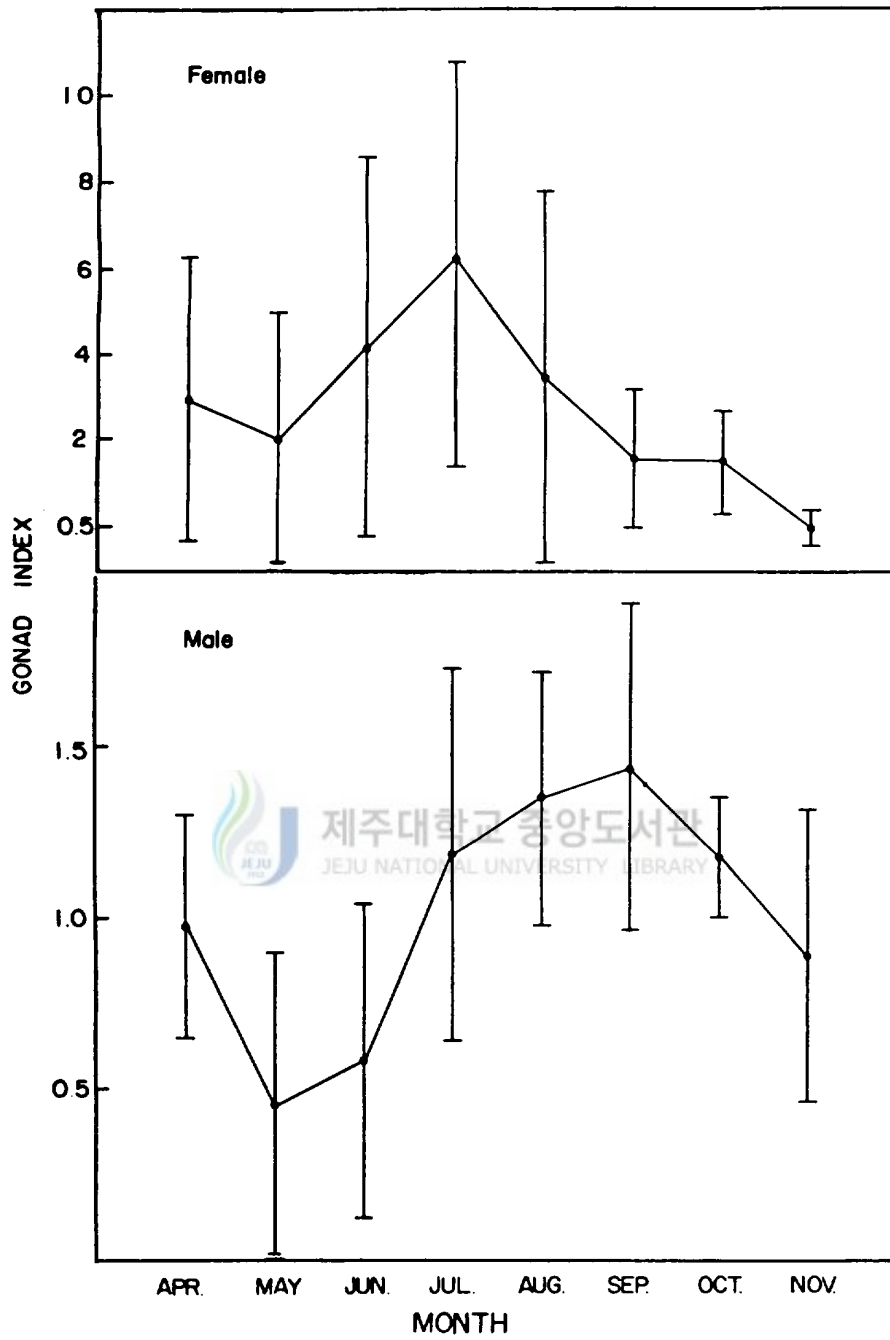 Female
10
8
6
4
2
0.5
GONAD INDEX
Male
1.5
1.0
0.5
제주대학교 중앙도서관
JEJU NATIONAL UNIVERSITY LIBRARY
JEJU
APR. MAY JUN. JUL. AUG. SEP. OCT. NOV.
MONTH